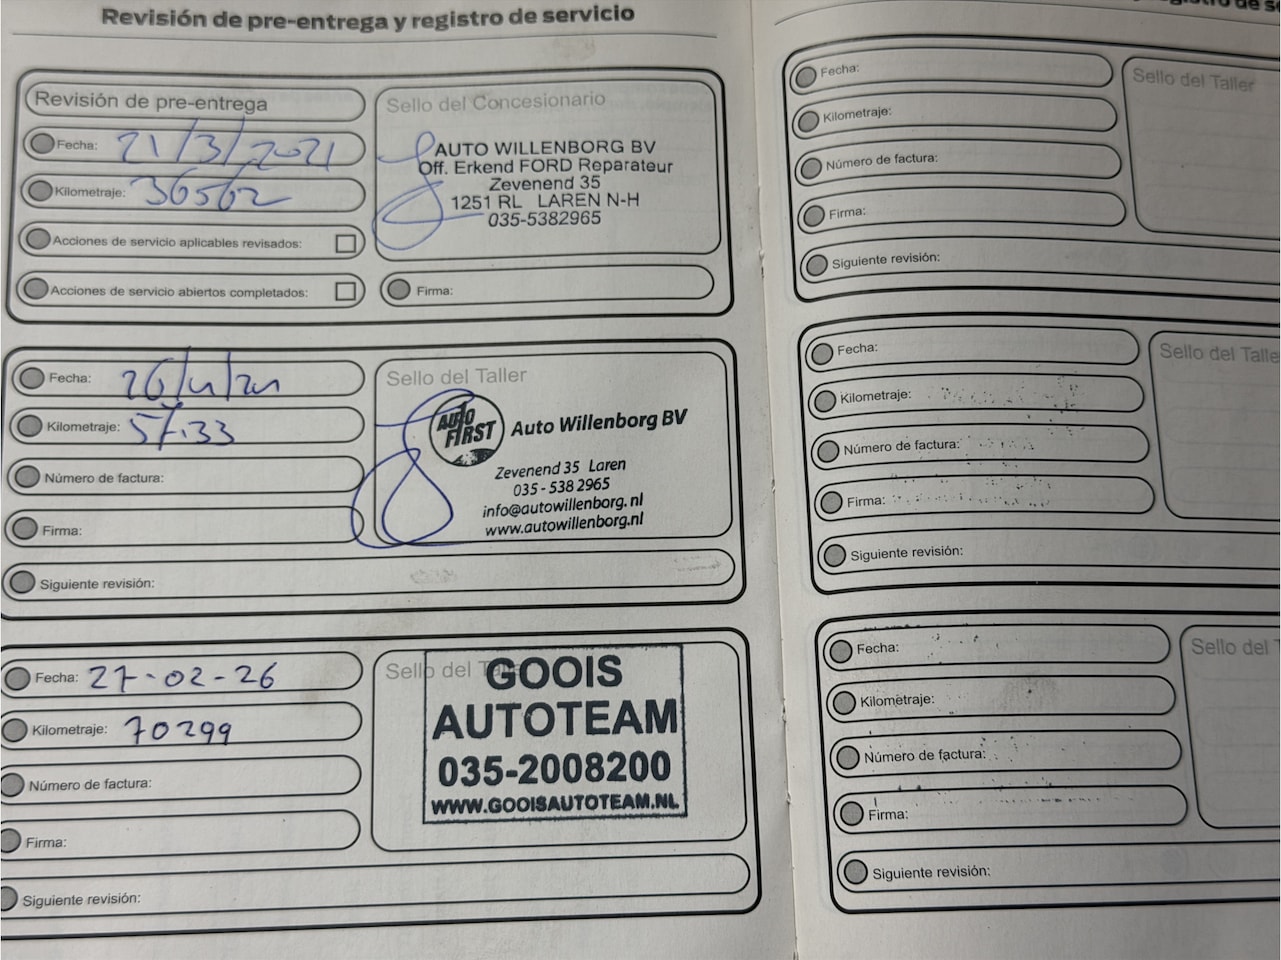 Revisión de pre-entrega y registro de servicio
Revisión de pre-entrega
Fecha: 21/3/2021
Kilometraje: 36562
Acciones de servicio aplicables revisados:
Acciones de servicio abiertos completados:
Sello del Concesionario
AUTO WILLENBORG BV
Off. Erkend FORD Reparateur
Zevenend 35
1251 RL LAREN N-H
035-5382965
Firma:
Fecha:
Kilometraje:
Número de factura:
Firma:
Siguiente revisión:
Sello del Taller
AUTO FIRST
Auto Willenborg BV
Zevenend 35 Laren
035 - 538 2965
info@autowillenborg.nl
www.autowillenborg.nl
Fecha: 27-02-26
Kilometraje: 70299
Número de factura:
Firma:
Siguiente revisión:
Sello del
GOOIS
AUTOTEAM
035-2008200
WWW.GOOISAUTOTEAM.NL
Fecha:
Kilometraje:
Número de factura:
Firma:
Siguiente revisión:
Sello del Taller
Fecha:
Kilometraje:
Número de factura:
Firma:
Siguiente revisión:
Sello del Talle
Fecha:
Kilometraje:
Número de factura:
Firma:
Siguiente revisión:
Sello del